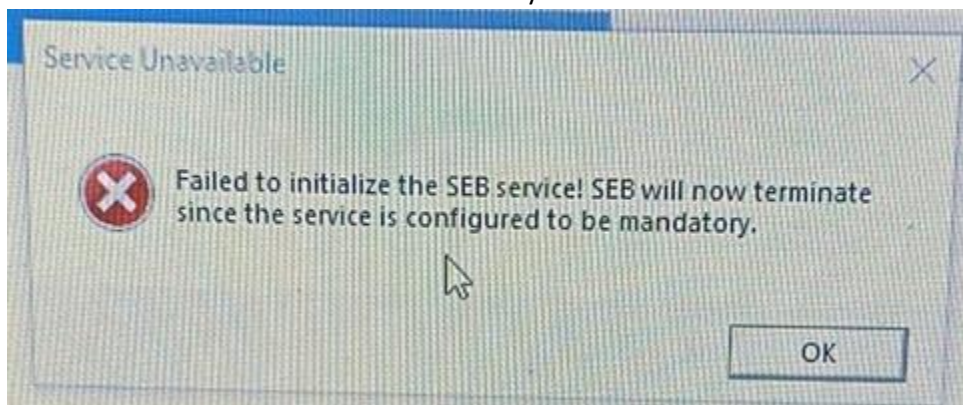 Service Unavailable
Failed to initialize the SEB service! SEB will now terminate
since the service is configured to be mandatory.
OK